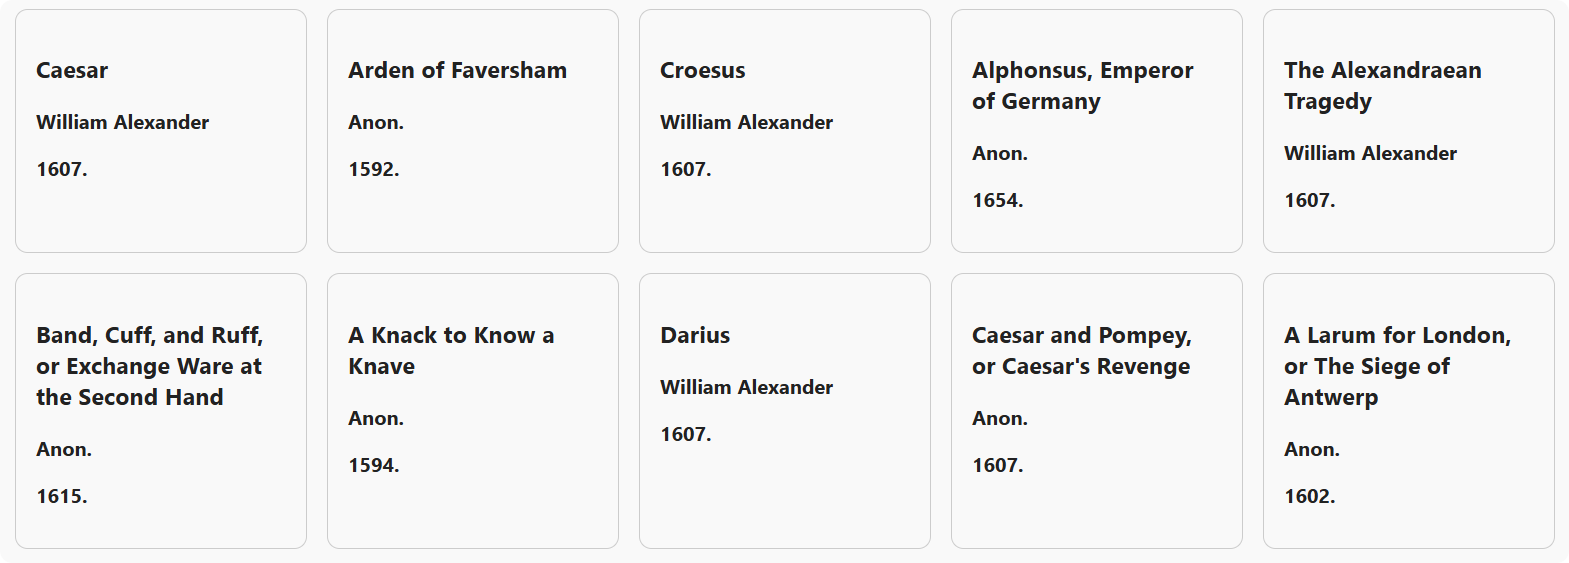 Caesar
William Alexander
1607.
Arden of Faversham
Anon.
1592.
Croesus
William Alexander
1607.
Alphonsus, Emperor
of Germany
Anon.
1654.
The Alexandraean
Tragedy
William Alexander
1607.
Band, Cuff, and Ruff,
or Exchange Ware at
the Second Hand
Anon.
1615.
A Knack to Know a
Knave
Anon.
1594.
Darius
William Alexander
1607.
Caesar and Pompey,
or Caesar's Revenge
Anon.
1607.
A Larum for London,
or The Siege of
Antwerp
Anon.
1602.